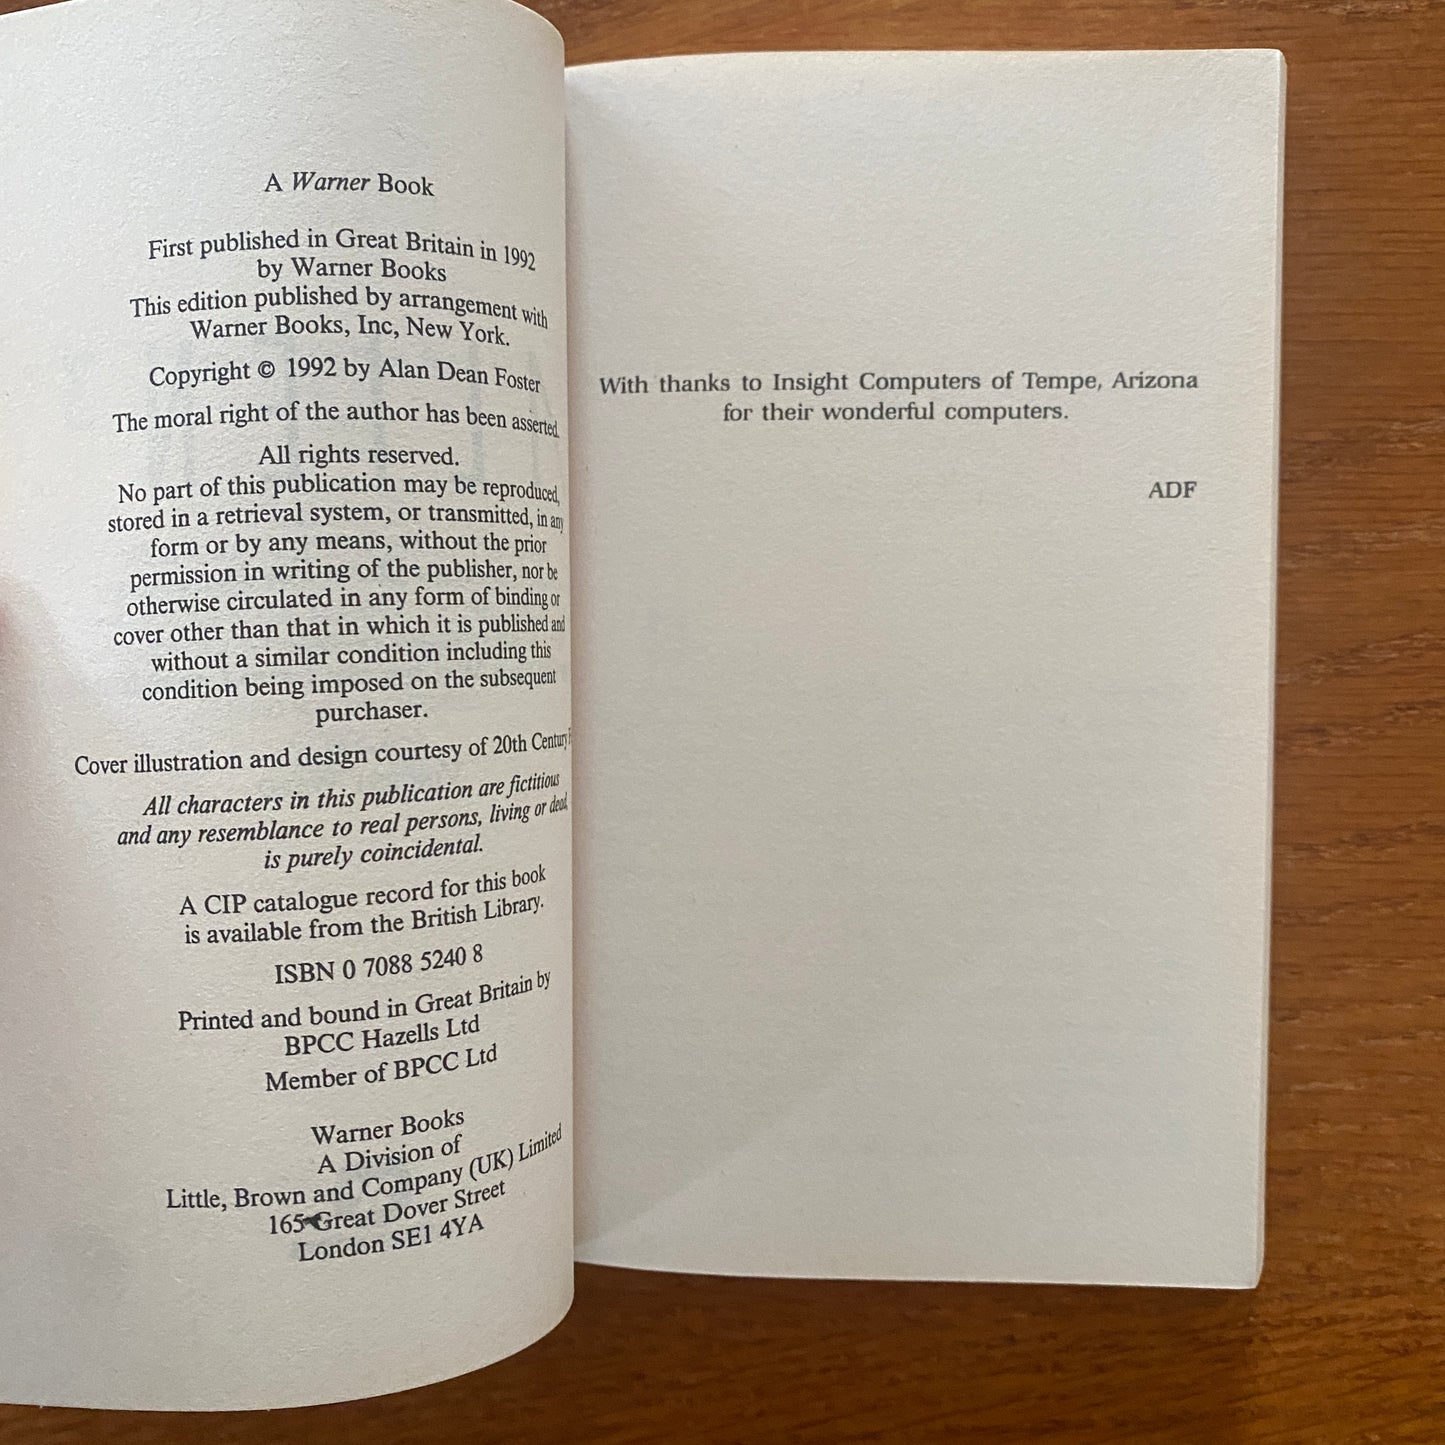 A Warner Book
First published in Great Britain in 1992
by Warner Books
This edition published by arrangement with
Warner Books, Inc, New York.
Copyright © 1992 by Alan Dean Foster
The moral right of the author has been asserted.
All rights reserved.
No part of this publication may be reproduced,
stored in a retrieval system, or transmitted, in any
form or by any means, without the prior
permission in writing of the publisher, nor be
otherwise circulated in any form of binding or
cover other than that in which it is published and
without a similar condition including this
condition being imposed on the subsequent
purchaser.
Cover illustration and design courtesy of 20th Century
All characters in this publication are fictitious
and any resemblance to real persons, living or dead,
is purely coincidental.
A CIP catalogue record for this book
is available from the British Library.
ISBN 0 7088 5240 8
Printed and bound in Great Britain by
BPCC Hazells Ltd
Member of BPCC Ltd
Warner Books
A Division of
Little, Brown and Company (UK) Limited
165 Great Dover Street
London SE1 4YA
With thanks to Insight Computers of Tempe, Arizona
for their wonderful computers.
ADF